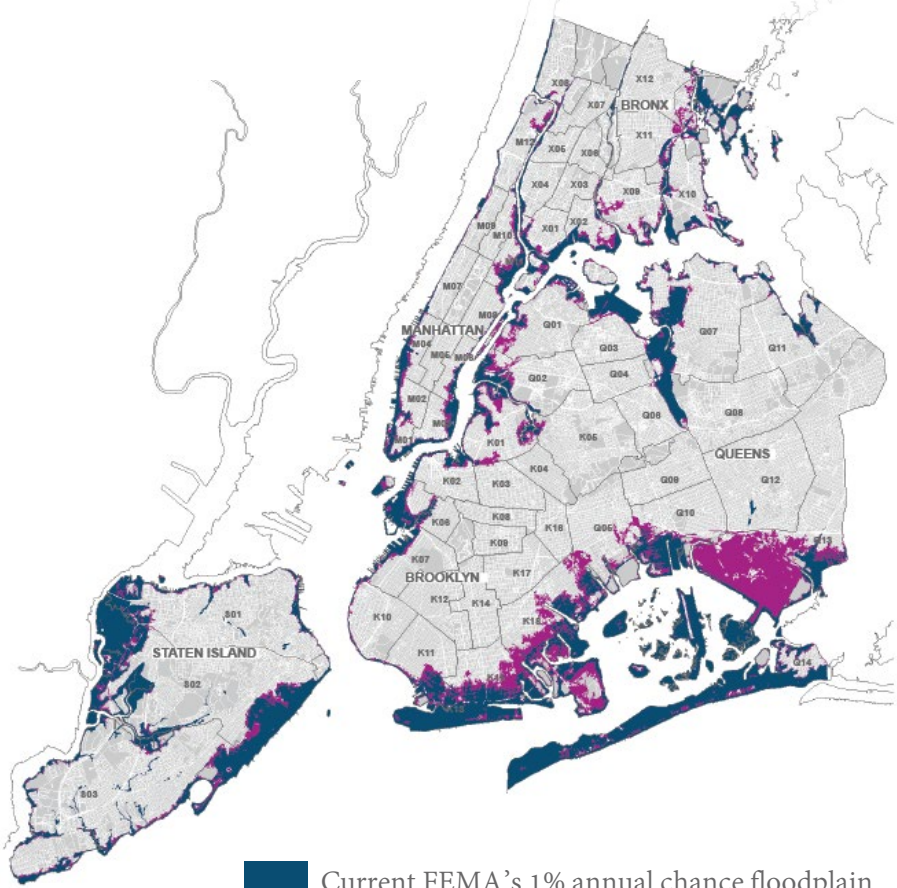 X12
X08
X07
BRONX
X11
M12
X05
X06
X04
X03
X09
X10
M09
M10
X01
X02
M07
M08
MANHATTAN
M04
M05
M06
Q01
Q03
Q07
Q11
Q02
Q04
M02
Q06
Q08
M01
K01
K05
QUEENS
K04
K02
K03
Q09
Q12
K08
Q10
K06
K16
Q05
K09
Q13
K07
K17
BROOKLYN
K12
K14
K10
K18
S01
K11
STATEN ISLAND
Q14
S02
S03
Current FEMA's 1% annual chance floodplain